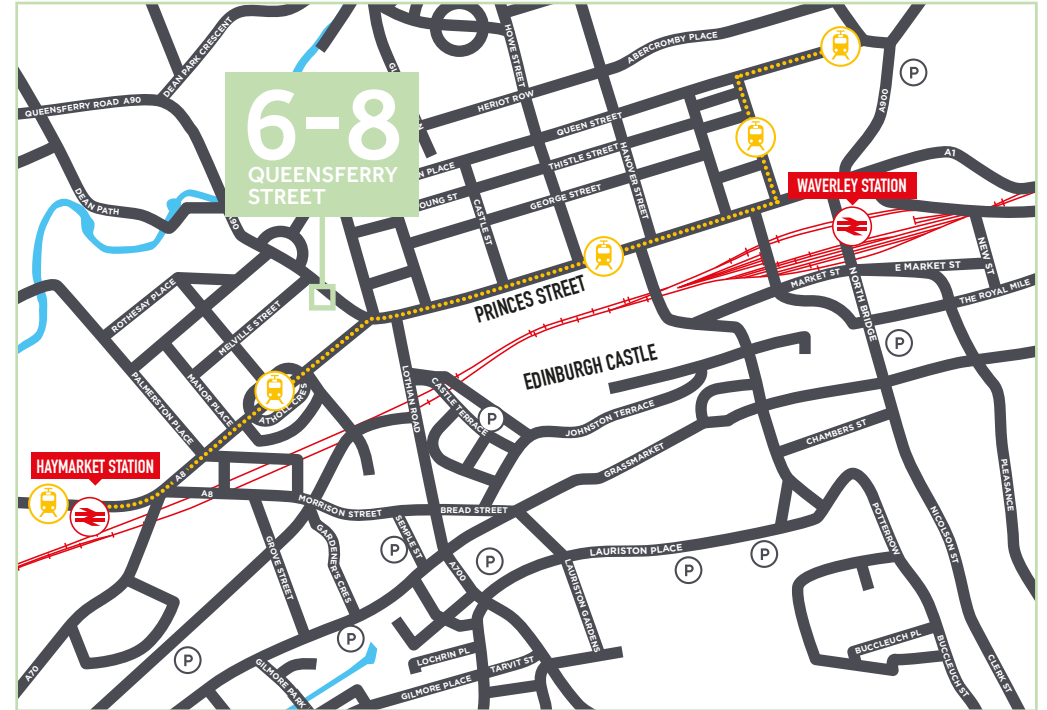 DEAN PARK CRESCENT
HOWE STREET
ABERCROMBY PLACE
P
QUEENSFERRY ROAD A90
HERIOT ROW
A900
6-8
QUEENSFERRY
STREET
QUEEN STREET
THISTLE STREET
HANOVER STREET
PLACE
GEORGE STREET
CASTLE ST
A1
WAVERLEY STATION
DEAN PATH
A90
ROTHESAY PLACE
MELVILLE STREET
PRINCES STREET
MARKET ST
E MARKET ST
NEW ST
NORTH BRIDGE
THE ROYAL MILE
P
EDINBURGH CASTLE
PALMERSTON PLACE
MANOR PLACE
ATHOLL CRES
LOTHIAN ROAD
CASTLE TERRACE
P
JOHNSTON TERRACE
CHAMBERS ST
GRASSMARKET
HAYMARKET STATION
A8
A8
MORRISON STREET
BREAD STREET
PLEASANCE
POTTERROW
NICOLSON ST
GROVE STREET
GARDENER'S CRES
SEMPLE ST
P
A700
P
LAURISTON PLACE
P
P
LAURISTON GARDENS
P
P
LOCHRIN PL
TARVIT ST
GILMORE PLACE
GILMORE PARK
A70
BUCCLEUCH PL
BUCCLEUCH ST
CLERK ST